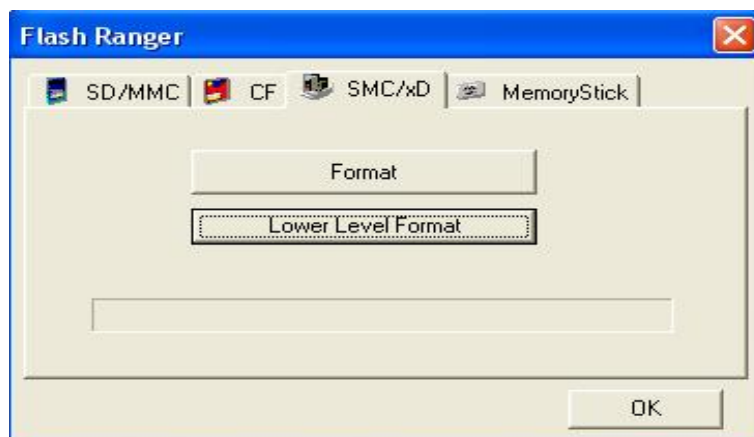 Flash Ranger
SD/MMC CF SMC/xD MemoryStick
Format
Lower Level Format
OK